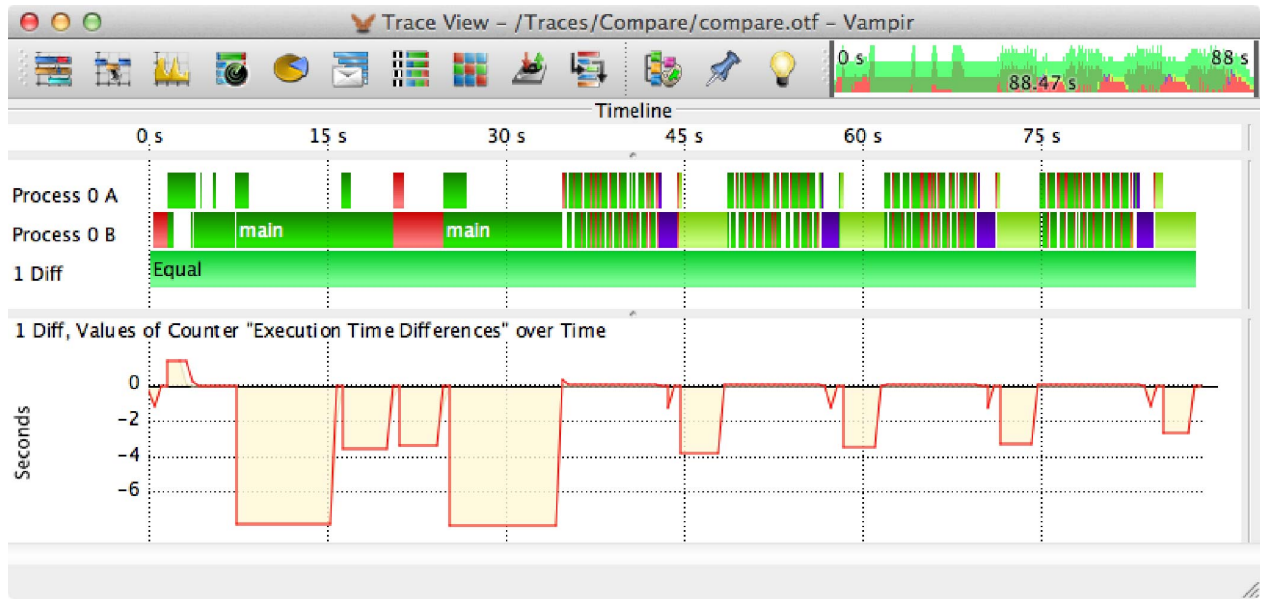 Trace View – /Traces/Compare/compare.otf – Vampir
0 s 88 s
88.47 s
Timeline
0 s 15 s 30 s 45 s 60 s 75 s
Process 0 A
Process 0 B main main
1 Diff Equal
1 Diff, Values of Counter "Execution Time Differences" over Time
Seconds
0
-2
-4
-6